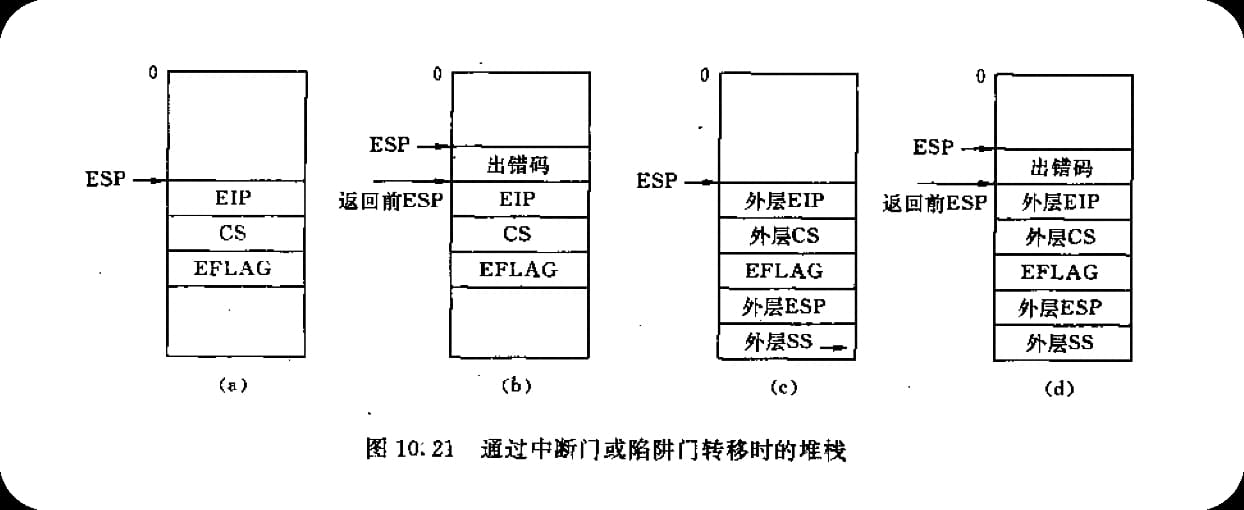 0
ESP
EIP
CS
EFLAG
(a)
0
ESP
出错码
返回前ESP
EIP
CS
EFLAG
(b)
0
ESP
外层EIP
外层CS
EFLAG
外层ESP
外层SS
(c)
0
ESP
出错码
返回前ESP
外层EIP
外层CS
EFLAG
外层ESP
外层SS
(d)
图 10.21 通过中断门或陷阱门转移时的堆栈